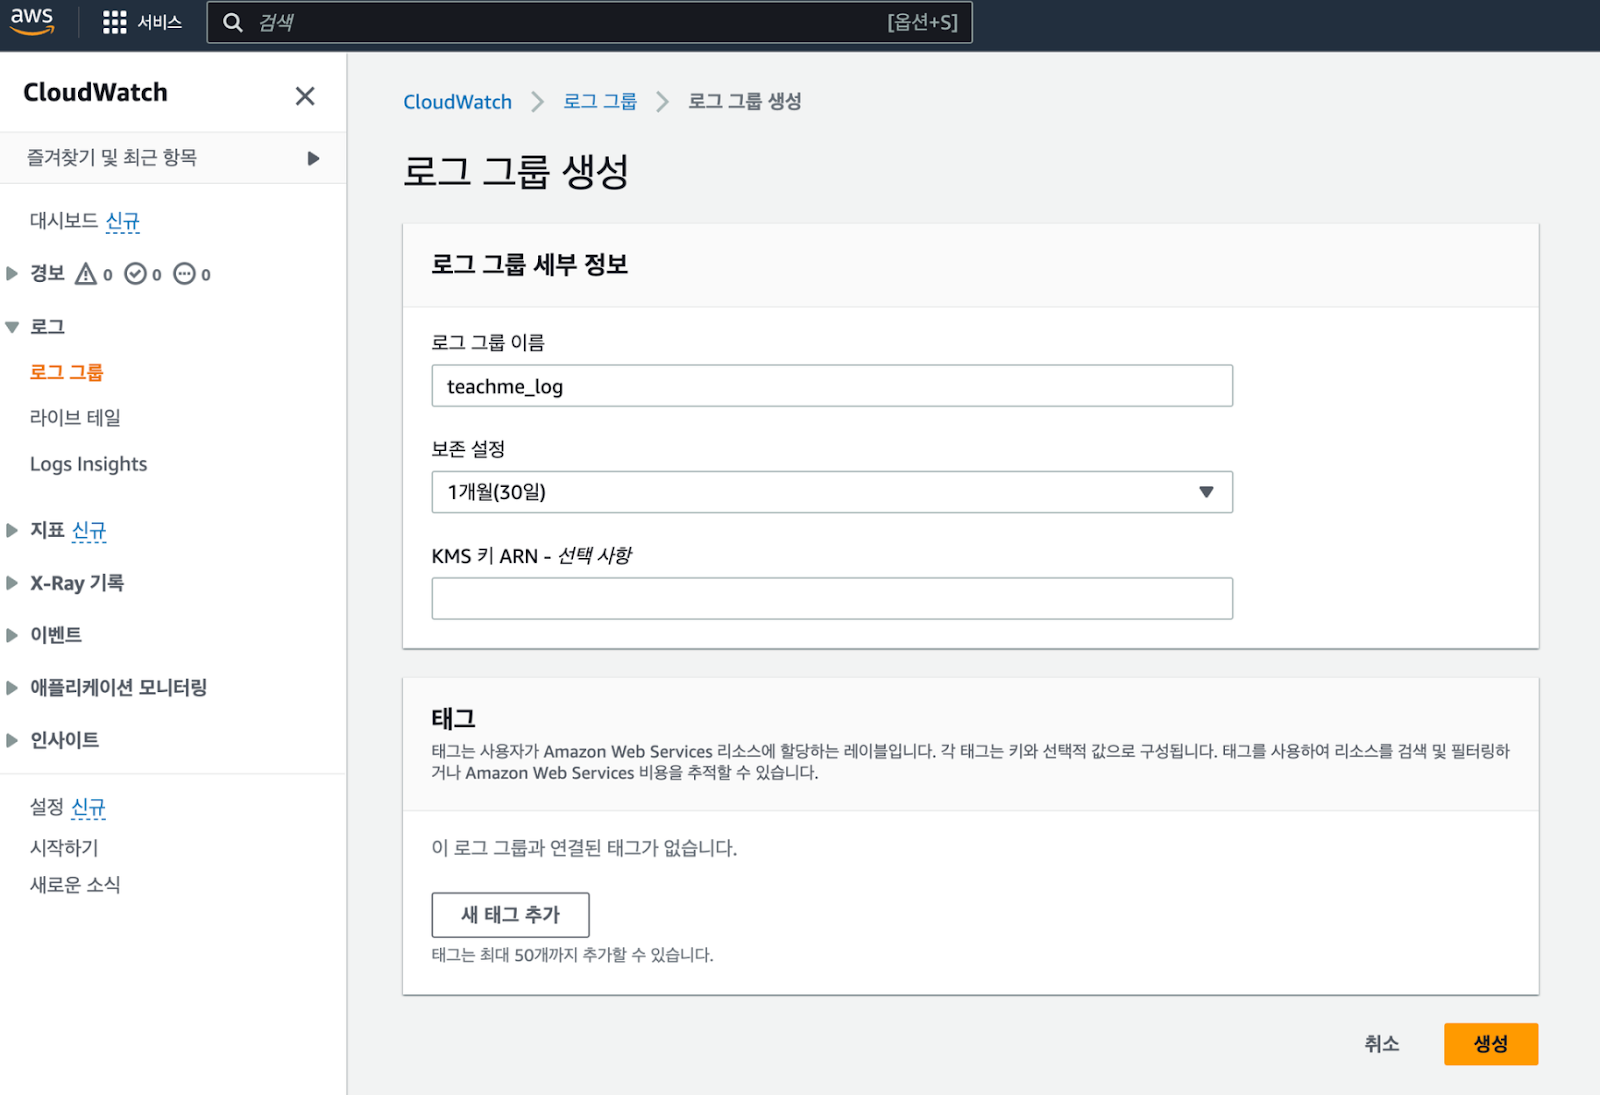 aws
서비스
검색
[옵션+S]
CloudWatch
즐겨찾기 및 최근 항목
대시보드 신규
경보 0 0 0
로그
로그 그룹
라이브 테일
Logs Insights
지표 신규
X-Ray 기록
이벤트
애플리케이션 모니터링
인사이트
설정 신규
시작하기
새로운 소식
CloudWatch > 로그 그룹 > 로그 그룹 생성
로그 그룹 생성
로그 그룹 세부 정보
로그 그룹 이름
teachme_log
보존 설정
1개월(30일)
KMS 키 ARN - 선택 사항
태그
태그는 사용자가 Amazon Web Services 리소스에 할당하는 레이블입니다. 각 태그는 키와 선택적 값으로 구성됩니다. 태그를 사용하여 리소스를 검색 및 필터링하
거나 Amazon Web Services 비용을 추적할 수 있습니다.
이 로그 그룹과 연결된 태그가 없습니다.
새 태그 추가
태그는 최대 50개까지 추가할 수 있습니다.
취소
생성